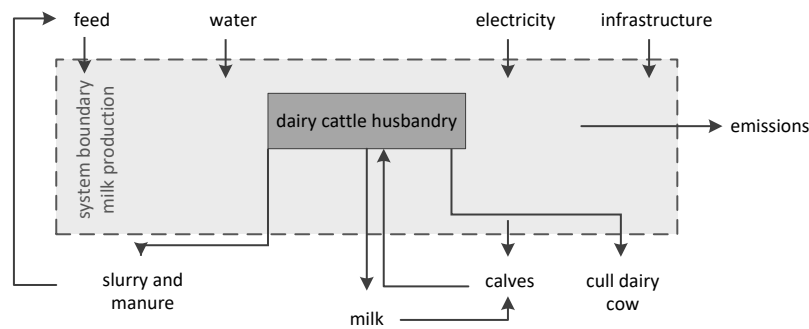 feed
water
electricity
infrastructure
system boundary
milk production
dairy cattle husbandry
emissions
slurry and
manure
milk
calves
cull dairy
cow